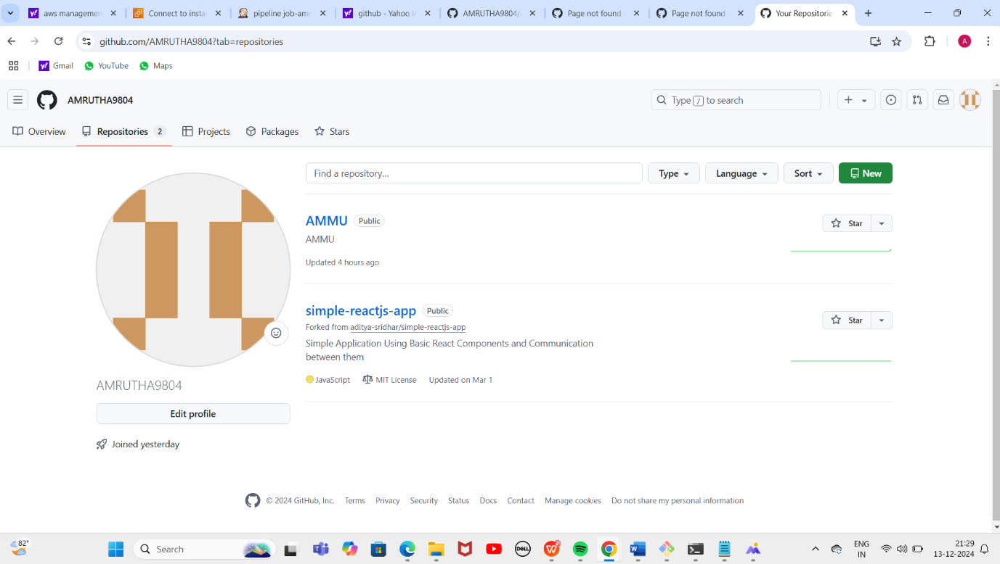 aws managemen
Connect to insta
pipeline job-amr
github - Yahoo I
AMRUTHA9804/
Page not found
Page not found
Your Repositorie
github.com/AMRUTHA9804?tab=repositories
A
Gmail YouTube Maps
AMRUTHA9804
Type / to search
Overview Repositories 2 Projects Packages Stars
Find a repository...
Type Language Sort New
AMMU Public
Star
AMMU
Updated 4 hours ago
simple-reactjs-app Public
Star
Forked from aditya-sridhar/simple-reactjs-app
Simple Application Using Basic React Components and Communication
between them
JavaScript MIT License Updated on Mar 1
AMRUTHA9804
Edit profile
Joined yesterday
© 2024 GitHub, Inc. Terms Privacy Security Status Docs Contact Manage cookies Do not share my personal information
82°
Search
DELL
ENG
IN
21:29
13-12-2024